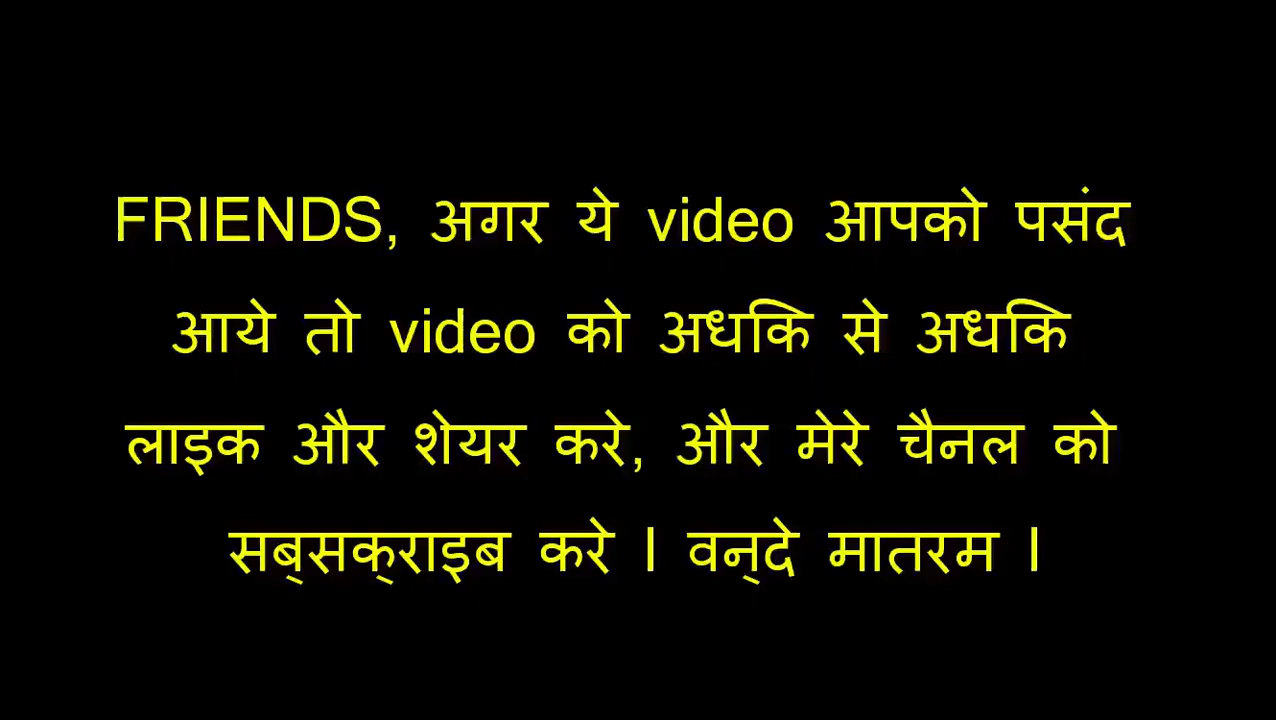 FRIENDS, अगर ये video आपको पसंद
आये तो video को अधकि से अधकि
लाइक और शेयर करे, और मेरे चैनल को
सब्सक्राइब करे । वन्दे मातरम ।